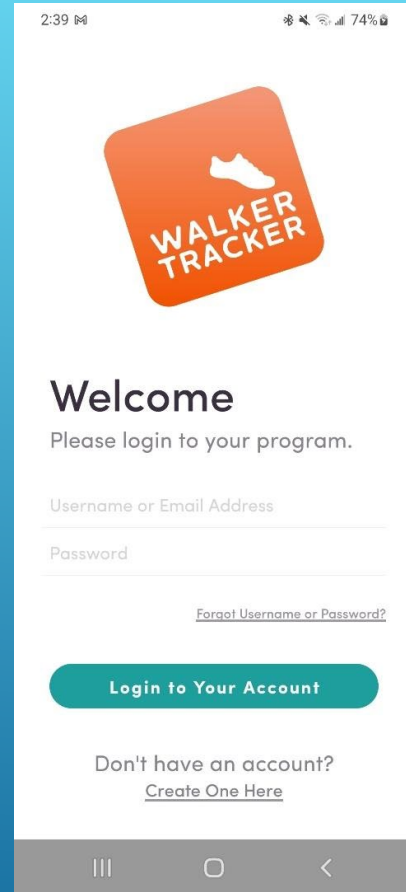 2:39
74%
WALKER
TRACKER
Welcome
Please login to your program.
Username or Email Address
Password
Forgot Username or Password?
Login to Your Account
Don't have an account?
Create One Here